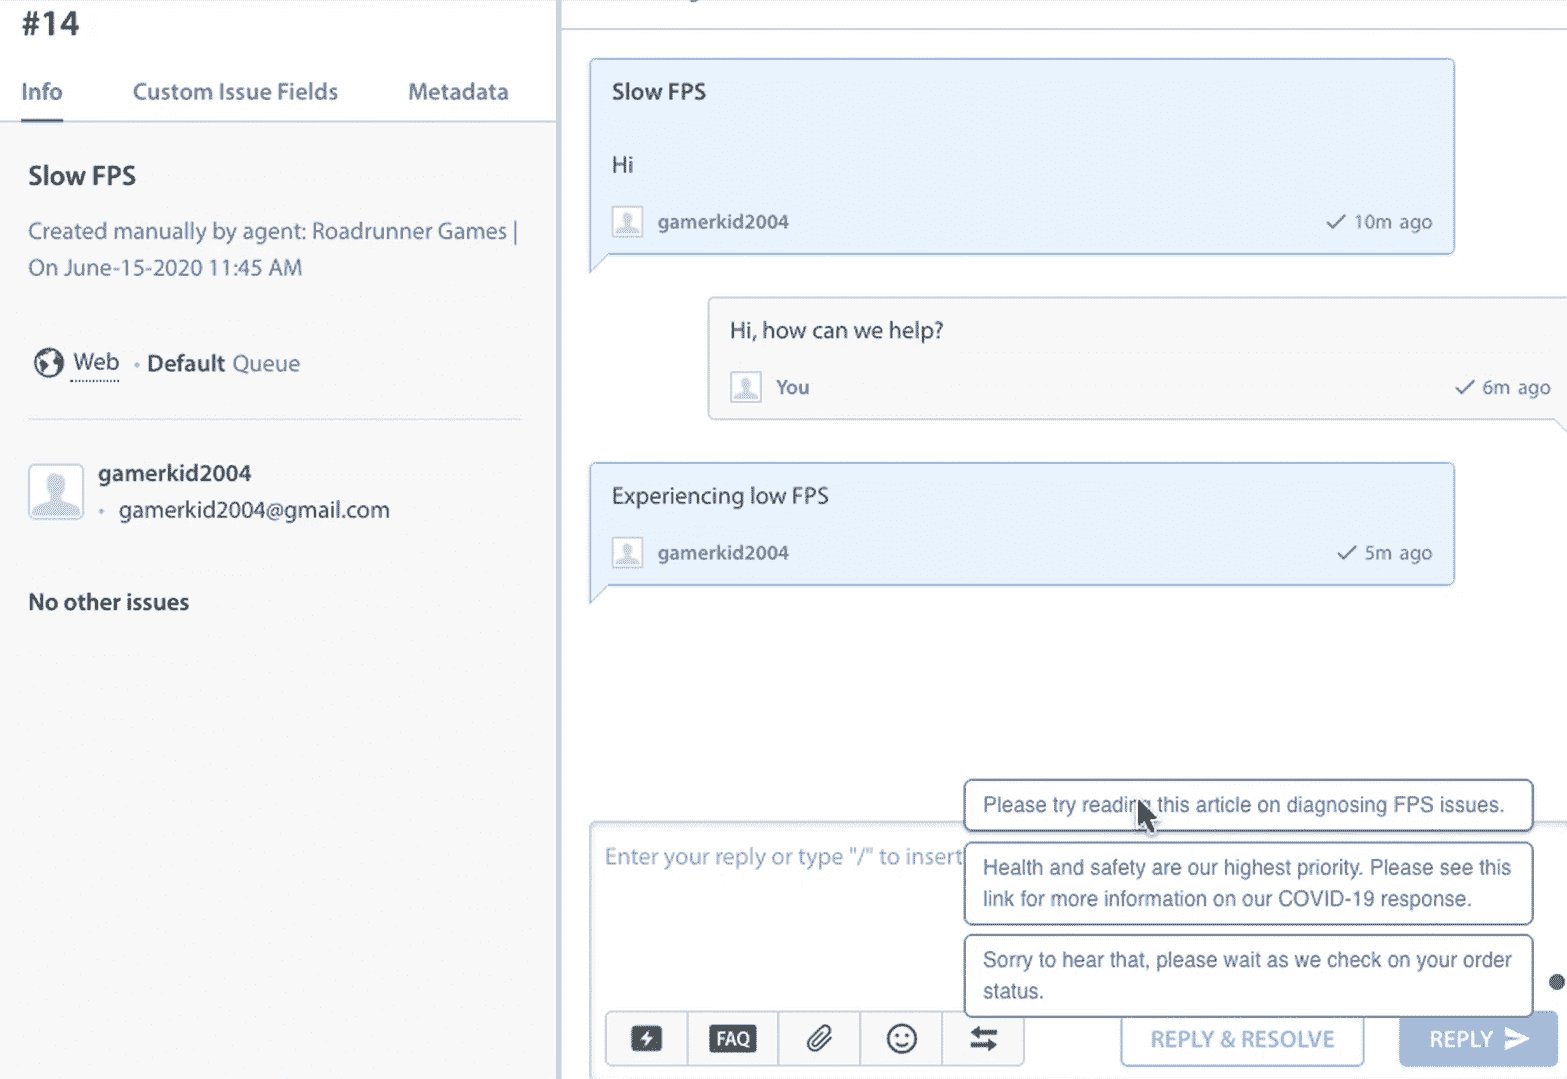 #14
Info
Custom Issue Fields
Metadata
Slow FPS
Created manually by agent: Roadrunner Games |
On June-15-2020 11:45 AM
Web • Default Queue
gamerkid2004
• gamerkid2004@gmail.com
No other issues
Slow FPS
Hi
gamerkid2004
10m ago
Hi, how can we help?
You
6m ago
Experiencing low FPS
gamerkid2004
5m ago
Please try reading this article on diagnosing FPS issues.
Enter your reply or type "/" to insert
Health and safety are our highest priority. Please see this
link for more information on our COVID-19 response.
Sorry to hear that, please wait as we check on your order
status.
FAQ
REPLY & RESOLVE
REPLY